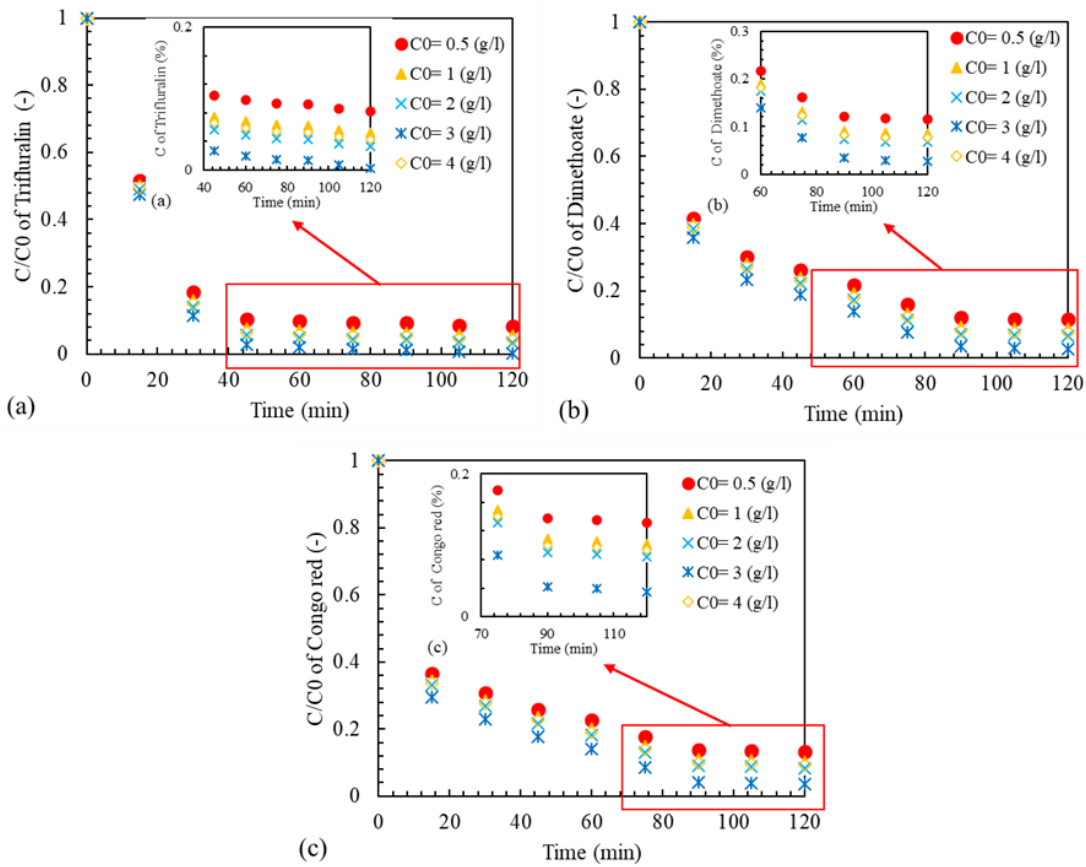 C/C0 of Trifluralin (-)
1
0.8
0.6
0.4
0.2
0
0
20
40
60
80
100
120
Time (min)
(a)
C of Trifluralin (%)
0.2
0
40
60
80
100
120
(a)
Time (min)
C0= 0.5 (g/l)
C0= 1 (g/l)
C0= 2 (g/l)
C0= 3 (g/l)
C0= 4 (g/l)
C/C0 of Dimethoate (-)
1
0.8
0.6
0.4
0.2
0
0
20
40
60
80
100
120
Time (min)
(b)
C of Dimethoate (%)
0.3
0.2
0.1
0
60
80
100
120
(b)
Time (min)
C0= 0.5 (g/l)
C0= 1 (g/l)
C0= 2 (g/l)
C0= 3 (g/l)
C0= 4 (g/l)
C/C0 of Congo red (-)
1
0.8
0.6
0.4
0.2
0
0
20
40
60
80
100
120
Time (min)
(c)
C of Congo red (%)
0.2
0
70
90
110
(c)
Time (min)
C0= 0.5 (g/l)
C0= 1 (g/l)
C0= 2 (g/l)
C0= 3 (g/l)
C0= 4 (g/l)